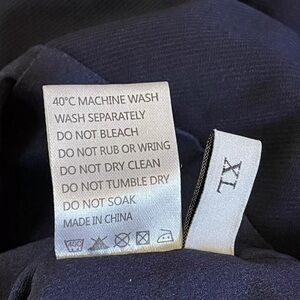 40°C MACHINE WASH
WASH SEPARATELY
DO NOT BLEACH
DO NOT RUB OR WRING
DO NOT DRY CLEAN
DO NOT TUMBLE DRY
DO NOT SOAK
MADE IN CHINA
XL